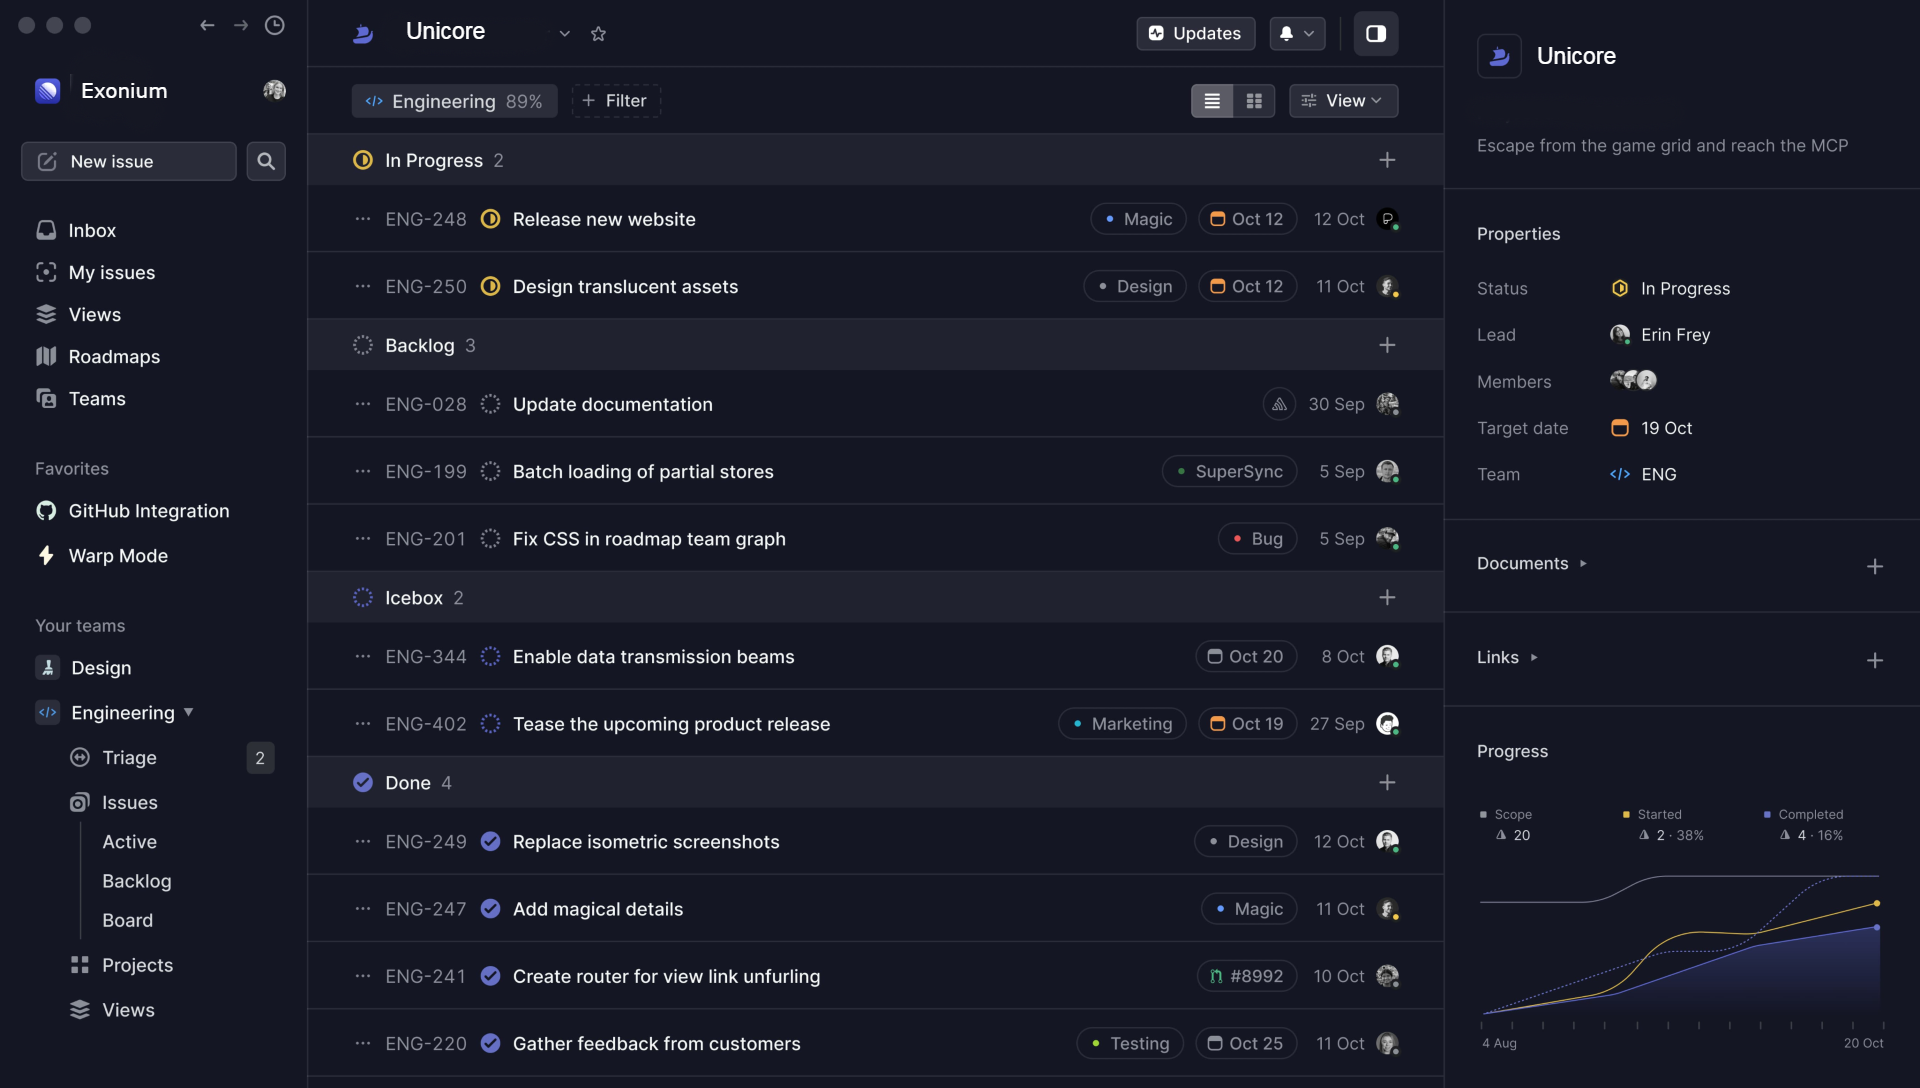 Exonium
New issue
Inbox
My issues
Views
Roadmaps
Teams
Favorites
GitHub Integration
Warp Mode
Your teams
Design
Engineering
Triage 2
Issues
Active
Backlog
Board
Projects
Views
Unicore
Updates
Engineering 89%
Filter
View
In Progress 2
ENG-248 Release new website Magic Oct 12 12 Oct
ENG-250 Design translucent assets Design Oct 12 11 Oct
Backlog 3
ENG-028 Update documentation 30 Sep
ENG-199 Batch loading of partial stores SuperSync 5 Sep
ENG-201 Fix CSS in roadmap team graph Bug 5 Sep
Icebox 2
ENG-344 Enable data transmission beams Oct 20 8 Oct
ENG-402 Tease the upcoming product release Marketing Oct 19 27 Sep
Done 4
ENG-249 Replace isometric screenshots Design 12 Oct
ENG-247 Add magical details Magic 11 Oct
ENG-241 Create router for view link unfurling #8992 10 Oct
ENG-220 Gather feedback from customers Testing Oct 25 11 Oct
Unicore
Escape from the game grid and reach the MCP
Properties
Status In Progress
Lead Erin Frey
Members
Target date 19 Oct
Team </> ENG
Documents
Links
Progress
Scope Started Completed
20 2 · 38% 4 · 16%
4 Aug 20 Oct